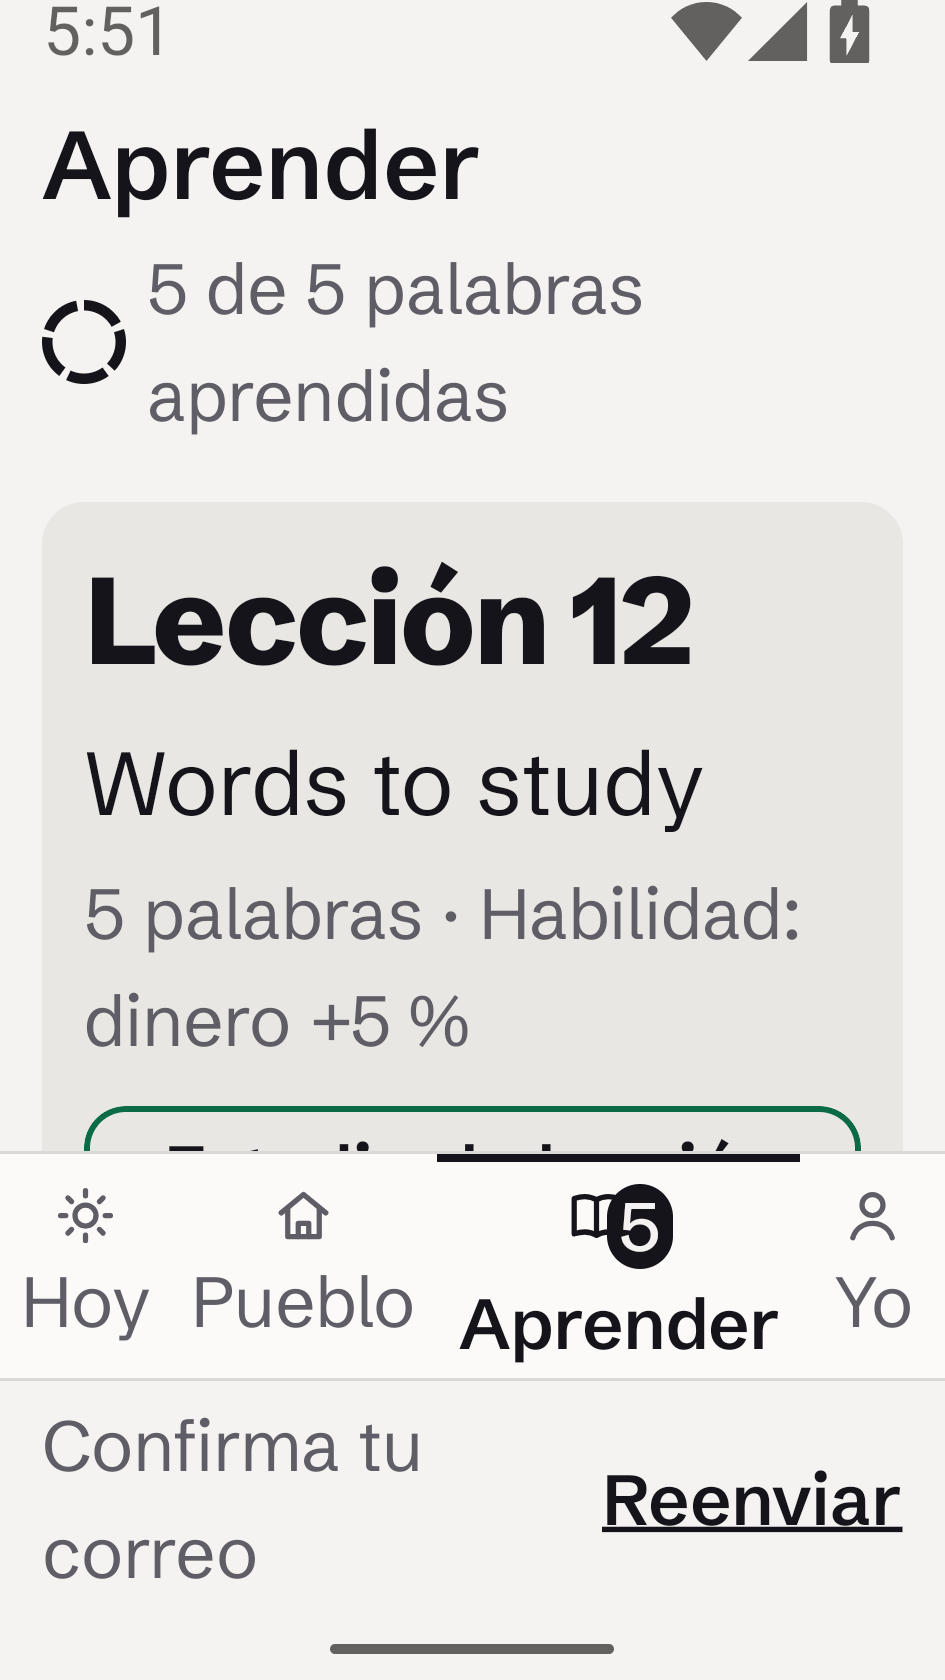 5:51
Aprender
5 de 5 palabras
aprendidas
Lección 12
Words to study
5 palabras · Habilidad:
dinero +5 %
5
Hoy
Pueblo
Aprender
Yo
Confirma tu
correo
Reenviar